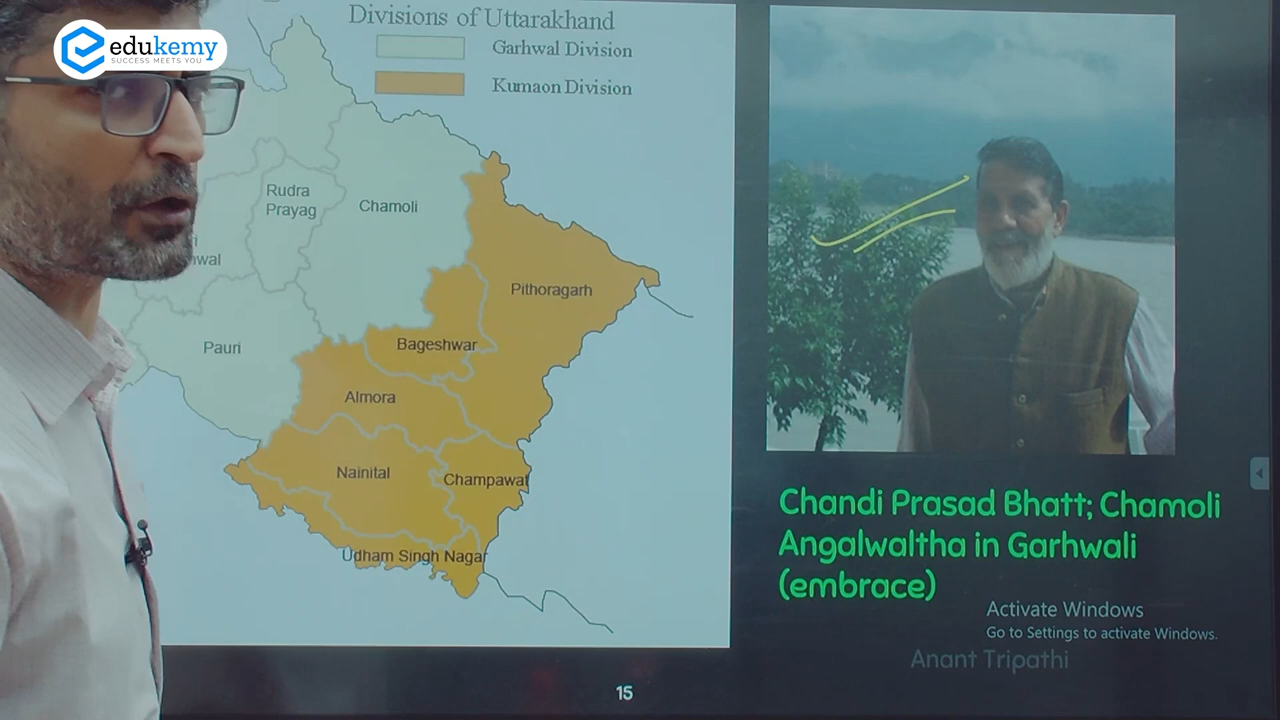 edukemy
SUCCESS MEETS YOU
Divisions of Uttarakhand
Garhwal Division
Kumaon Division
Rudra
Prayag
Chamoli
Pithoragarh
Pauri
Bageshwar
Almora
Nainital
Champawat
Udham Singh Nagar
Chandi Prasad Bhatt; Chamoli
Angalwaltha in Garhwali
(embrace)
Activate Windows
Go to Settings to activate Windows.
Anant Tripathi
15